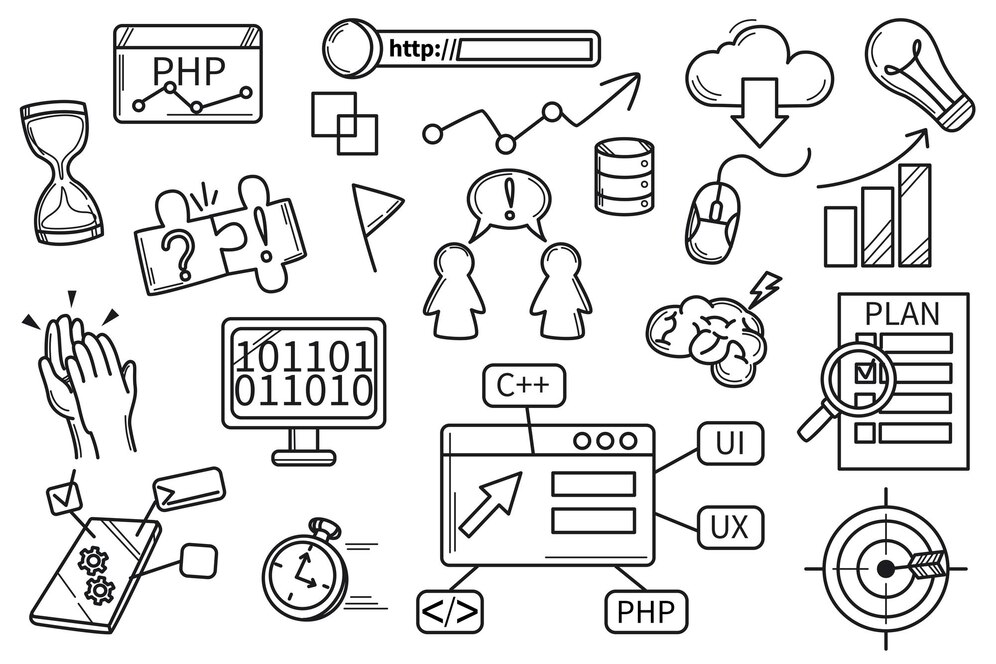 PHP
http://
?
!
!
101101
011010
PLAN
C++
UI
UX
</>
PHP